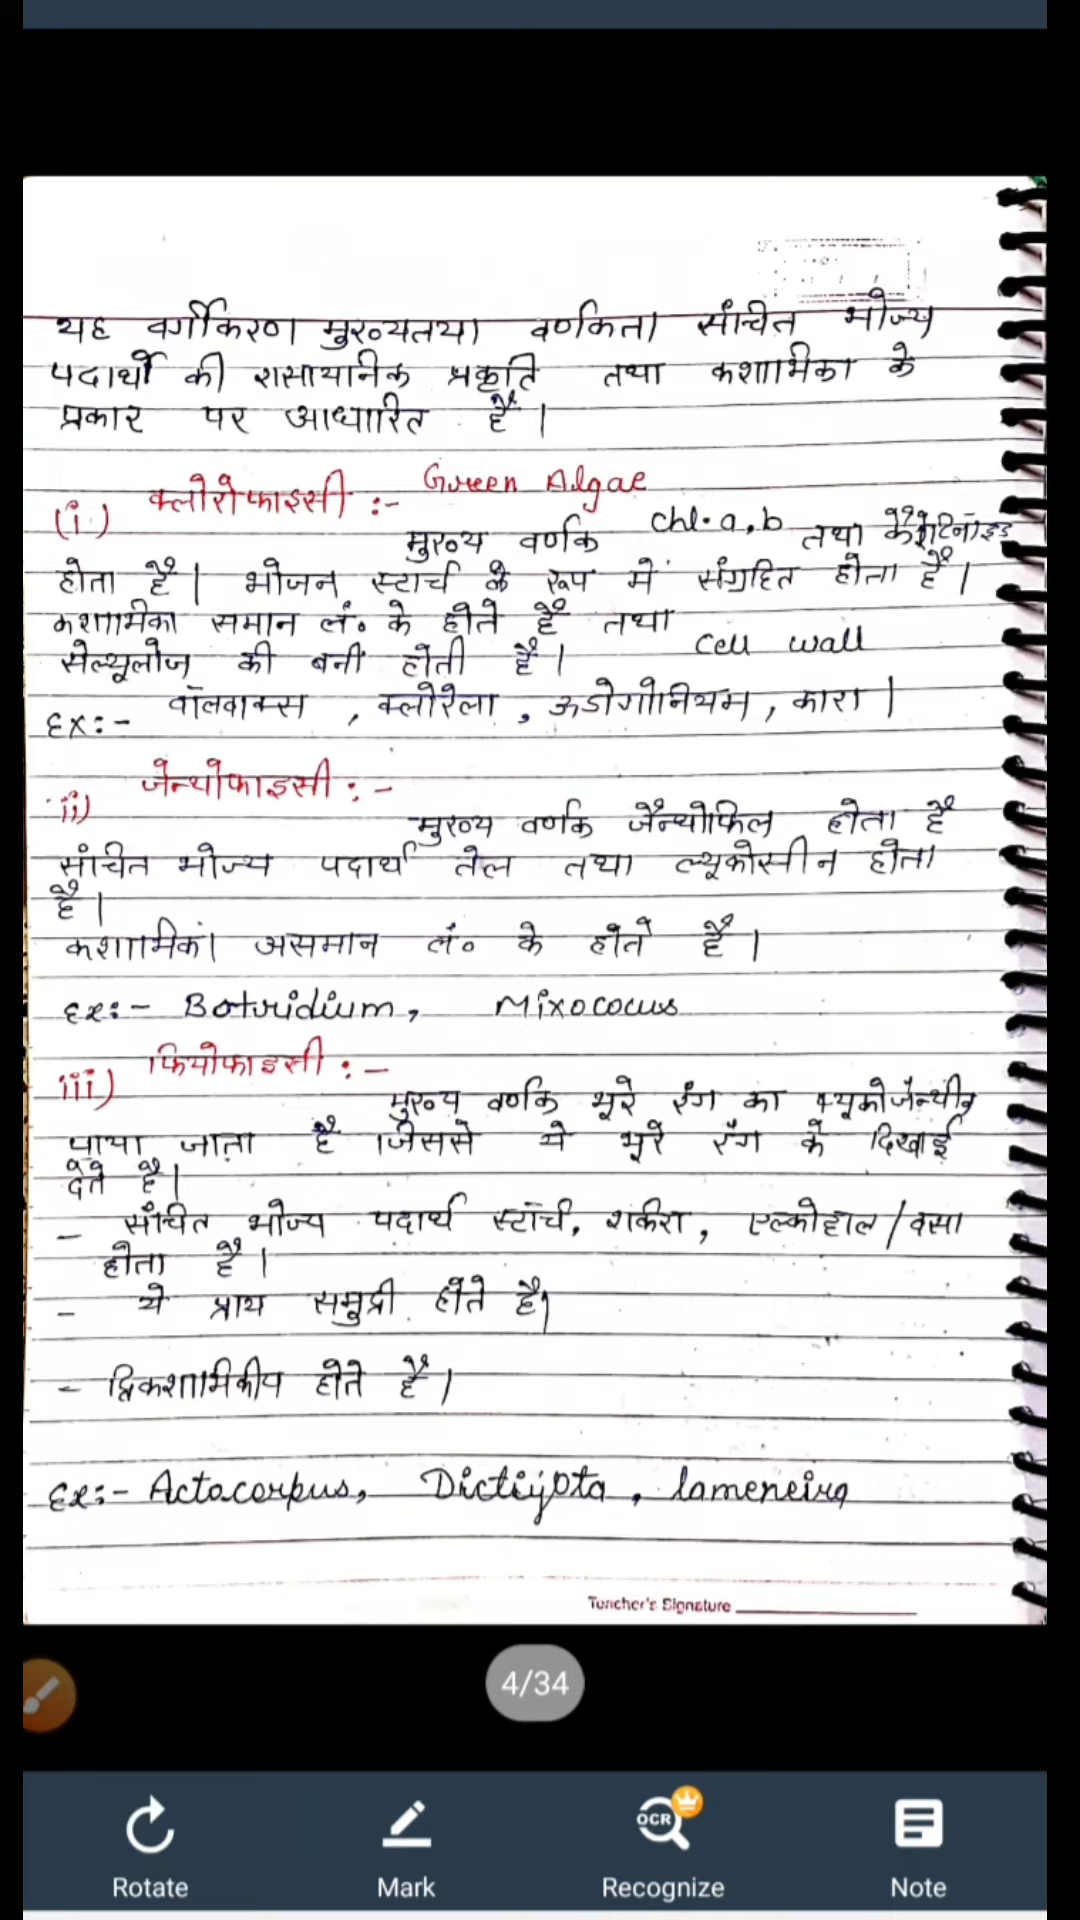 यह वर्गीकरण मुख्यतया वर्णकता संचित भोज्य
पदार्थो की रासायनिक प्रकृति तथा कशाभिका के
प्रकार पर आधारित है।
(i) क्लोरोफाइसी :- Green Algae
मुख्य वर्णक chl. a, b तथा कैरोटिनॉइड
होता है। भोजन स्टार्च के रूप में संग्रहित होता है।
कशाभिका समान लं० के होते है तथा cell wall
सेल्यूलोज की बनी होती है।
Ex:- वॉलवाक्स, क्लोरेला, ऊडोगोनियम, कारा।
ii) जेन्थोफाइसी :-
मुख्य वर्णक जैन्थोफिल होता है
संचित भोज्य पदार्थ तेल तथा ल्यूकोसीन होता
है।
कशाभिका असमान लं० के होते है।
Ex:- Botridium, Mixococus
iii) फियोफाइसी :-
मुख्य वर्णक भूरे रंग का फ्यूकोजैन्थीन
पाया जाता है जिससे ये भूरे रंग के दिखाई
देते है।
- संचित भोज्य पदार्थ स्टॉर्च, शर्करा, एल्कोहाल/वसा
होता है।
- ये प्राय समुद्री होते है।
- द्विकशाभिकीय होते है।
Ex:- Actocorpus, Dictiyota, lameneira
Teacher's Signature
4/34
Rotate Mark OCR Recognize Note